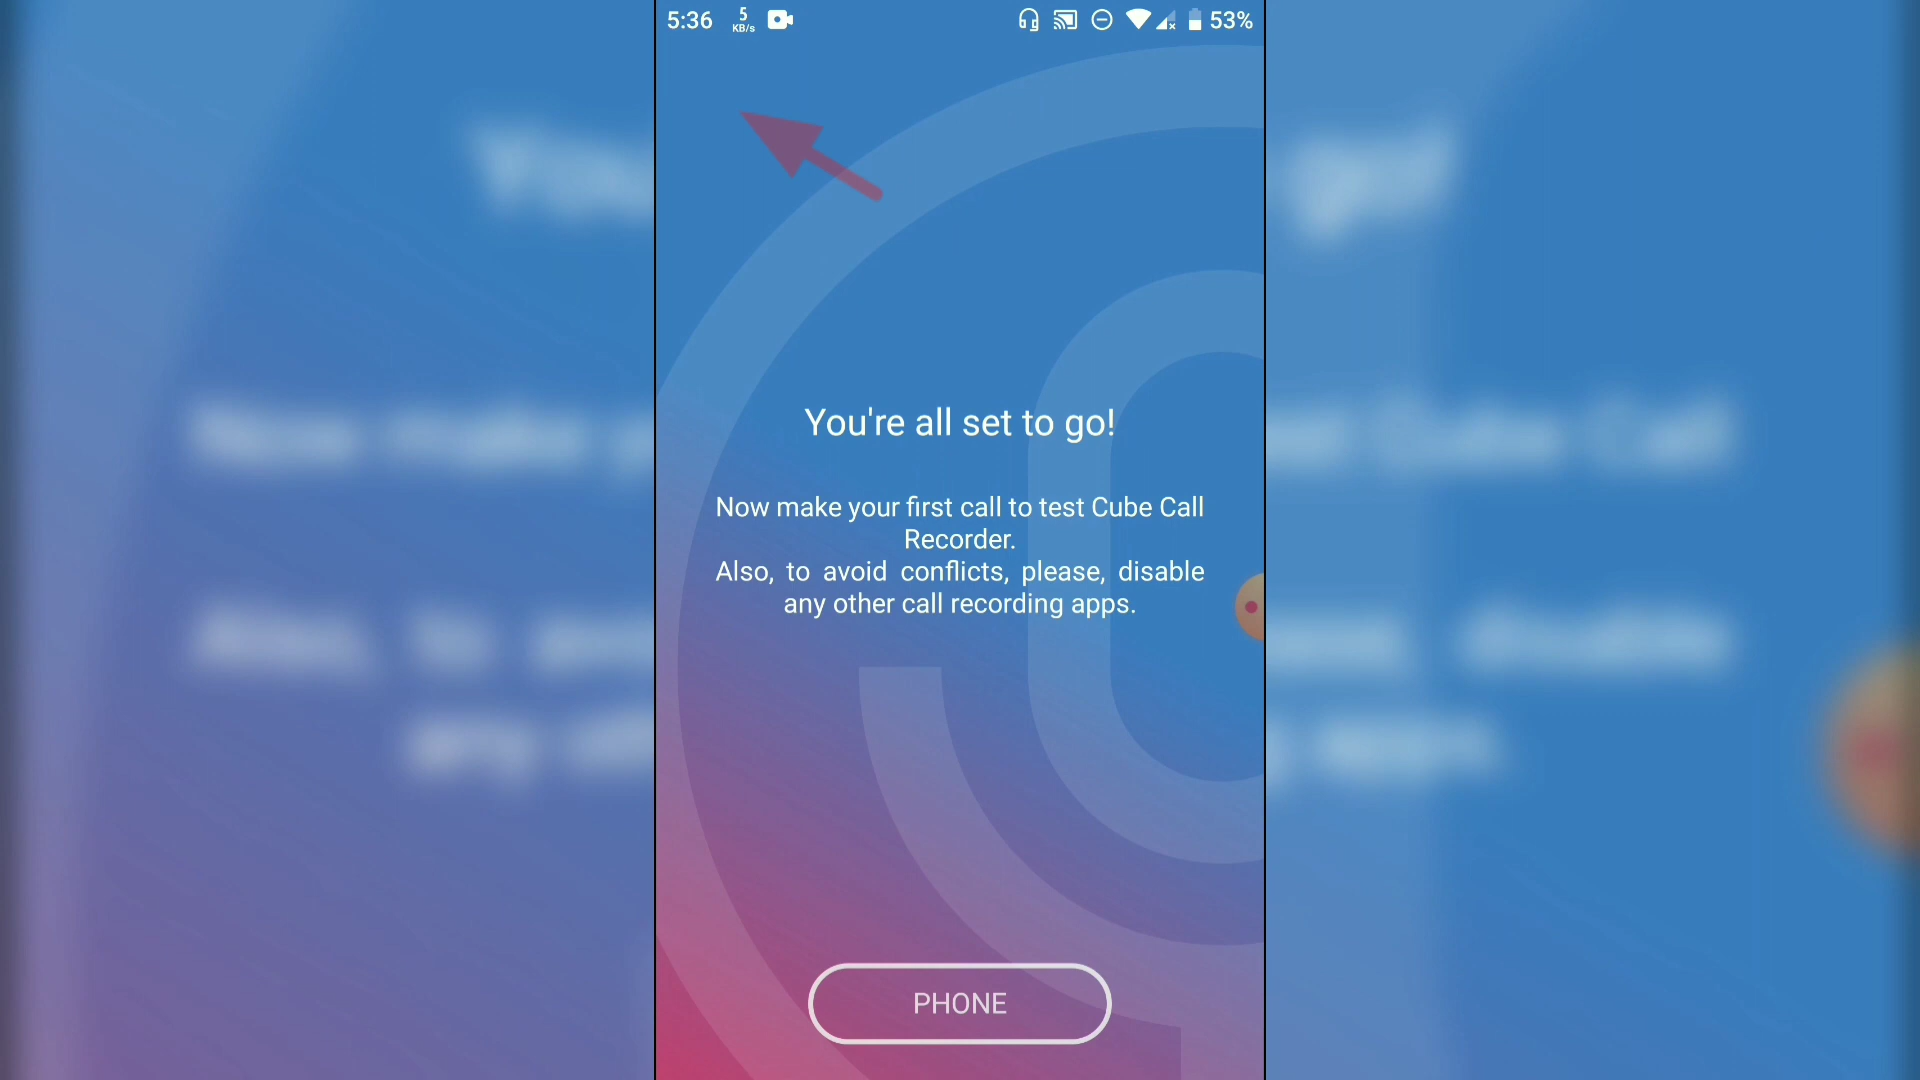 5:36 5 KB/s 53%
You're all set to go!
Now make your first call to test Cube Call
Recorder.
Also, to avoid conflicts, please, disable
any other call recording apps.
PHONE